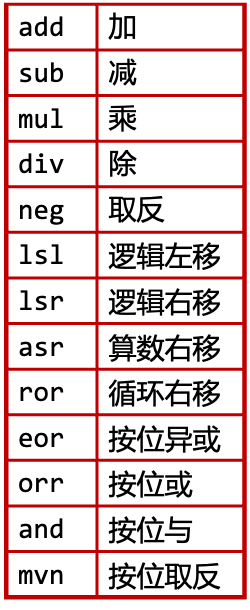 add 加
sub 减
mul 乘
div 除
neg 取反
lsl 逻辑左移
lsr 逻辑右移
asr 算数右移
ror 循环右移
eor 按位异或
orr 按位或
and 按位与
mvn 按位取反